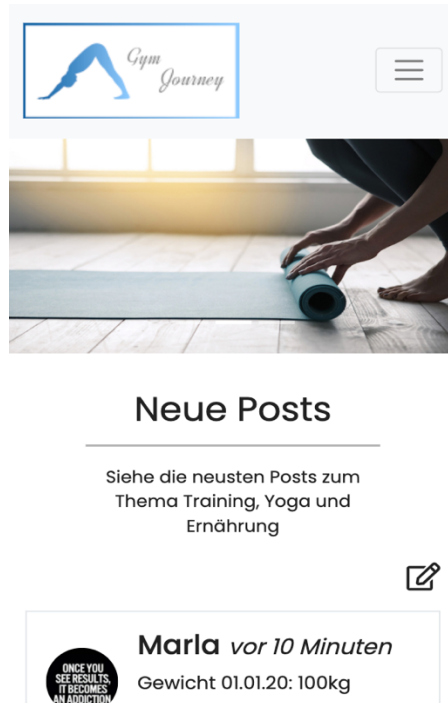 Gym
Journey
Neue Posts
Siehe die neusten Posts zum
Thema Training, Yoga und
Ernährung
Marla vor 10 Minuten
Gewicht 01.01.20: 100kg
ONCE YOU
SEE RESULTS,
IT BECOMES
AN ADDICTION